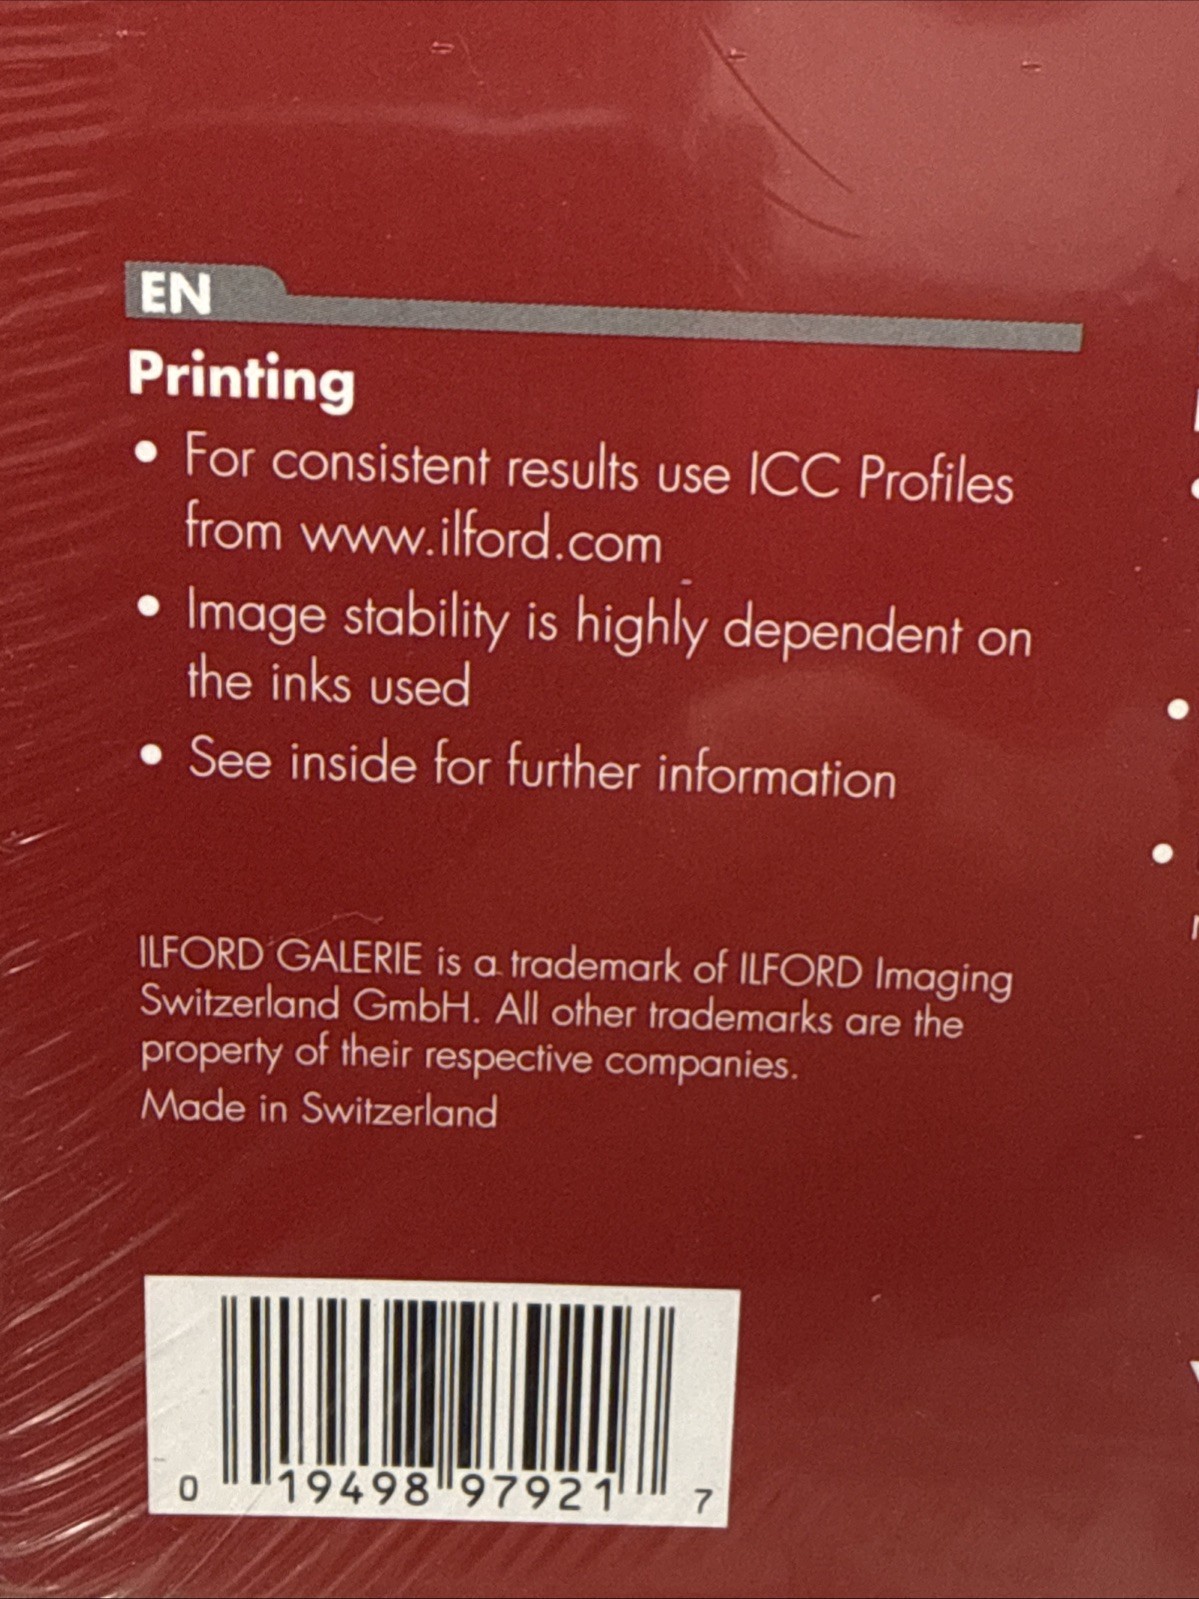 EN
Printing
• For consistent results use ICC Profiles
from www.ilford.com
• Image stability is highly dependent on
the inks used
• See inside for further information
ILFORD GALERIE is a trademark of ILFORD Imaging
Switzerland GmbH. All other trademarks are the
property of their respective companies.
Made in Switzerland
0 19498 97921 7